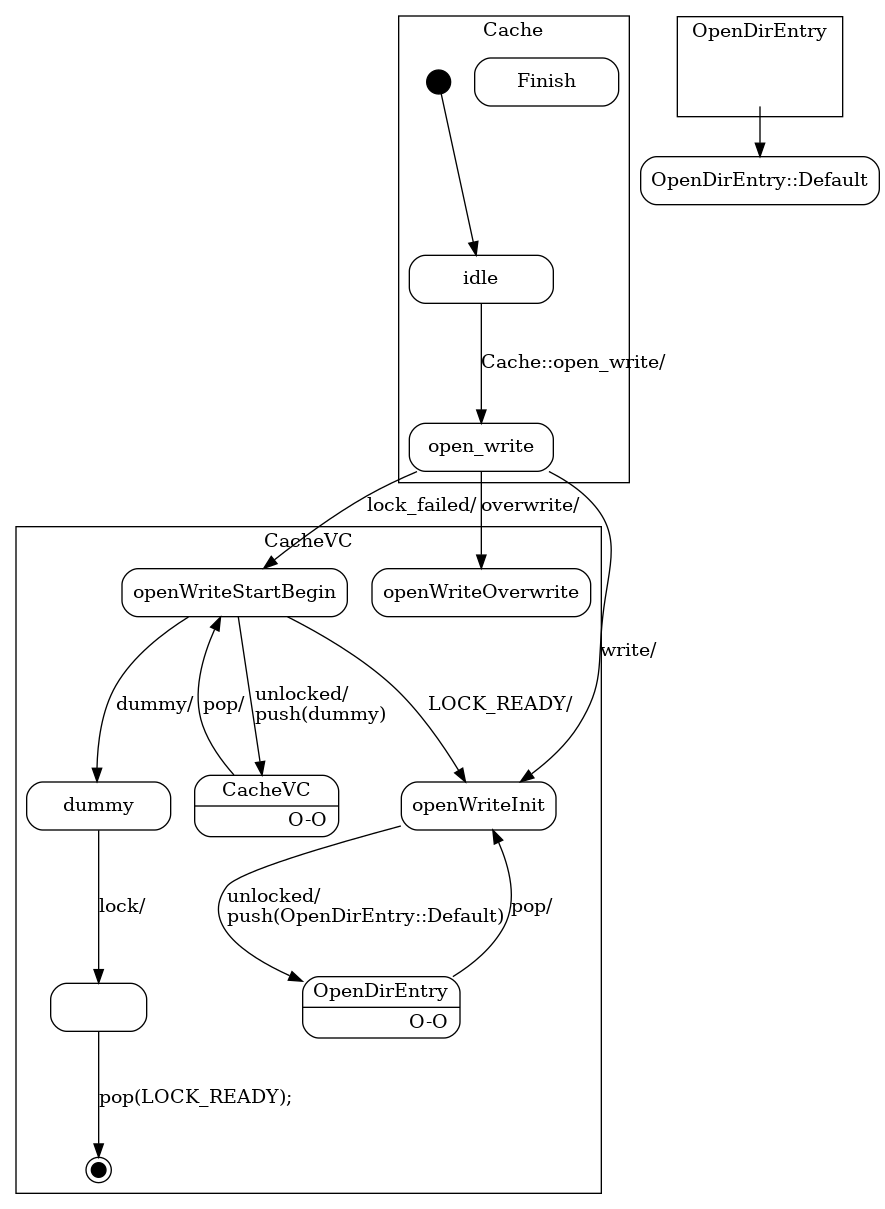 Cache
OpenDirEntry
Finish
OpenDirEntry::Default
idle
Cache::open_write/
open_write
lock_failed/
overwrite/
CacheVC
openWriteStartBegin
openWriteOverwrite
write/
dummy/
pop/
unlocked/
push(dummy)
LOCK_READY/
dummy
CacheVC
O-O
openWriteInit
lock/
unlocked/
push(OpenDirEntry::Default)
pop/
OpenDirEntry
O-O
pop(LOCK_READY);